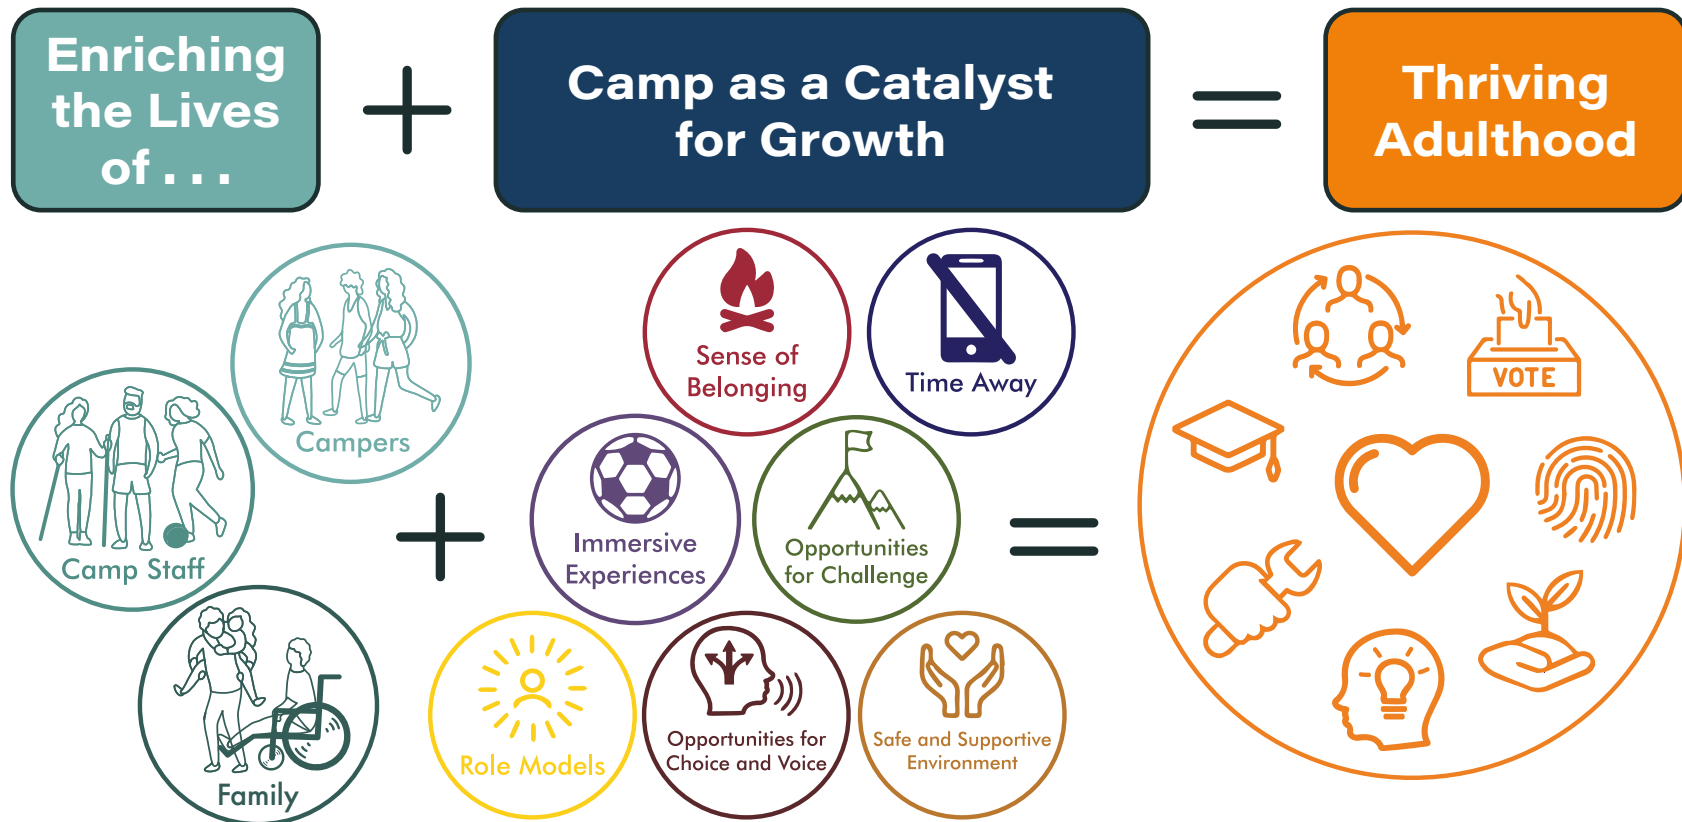 Enriching
the Lives
of . . .
+
Camp as a Catalyst
for Growth
=
Thriving
Adulthood
Campers
Camp Staff
Family
+
Sense of
Belonging
Time Away
Immersive
Experiences
Opportunities
for Challenge
Role Models
Opportunities for
Choice and Voice
Safe and Supportive
Environment
=
VOTE